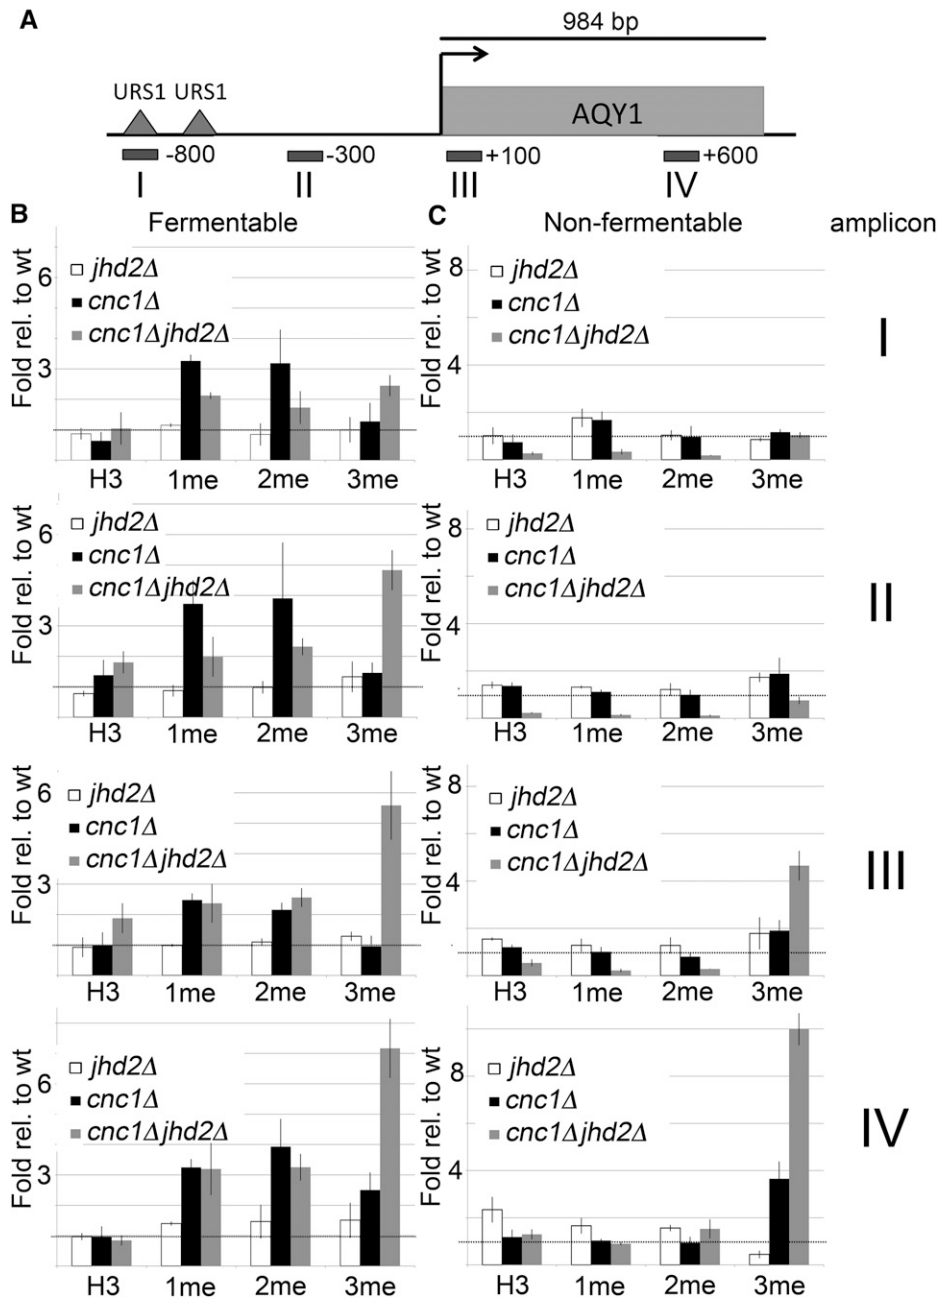 A
984 bp
URS1 URS1
AQY1
-800 -300 +100 +600
I II III IV
B Fermentable C Non-fermentable amplicon
Fold rel. to wt
6
3
jhd2Δ
cnc1Δ
cnc1Δjhd2Δ
H3 1me 2me 3me
Fold rel. to wt
8
4
jhd2Δ
cnc1Δ
cnc1Δjhd2Δ
H3 1me 2me 3me
I
Fold rel. to wt
6
3
jhd2Δ
cnc1Δ
cnc1Δjhd2Δ
H3 1me 2me 3me
Fold rel. to wt
8
4
jhd2Δ
cnc1Δ
cnc1Δjhd2Δ
H3 1me 2me 3me
II
Fold rel. to wt
6
3
jhd2Δ
cnc1Δ
cnc1Δjhd2Δ
H3 1me 2me 3me
Fold rel. to wt
8
4
jhd2Δ
cnc1Δ
cnc1Δjhd2Δ
H3 1me 2me 3me
III
Fold rel. to wt
6
3
jhd2Δ
cnc1Δ
cnc1Δjhd2Δ
H3 1me 2me 3me
Fold rel. to wt
8
4
jhd2Δ
cnc1Δ
cnc1Δjhd2Δ
H3 1me 2me 3me
IV